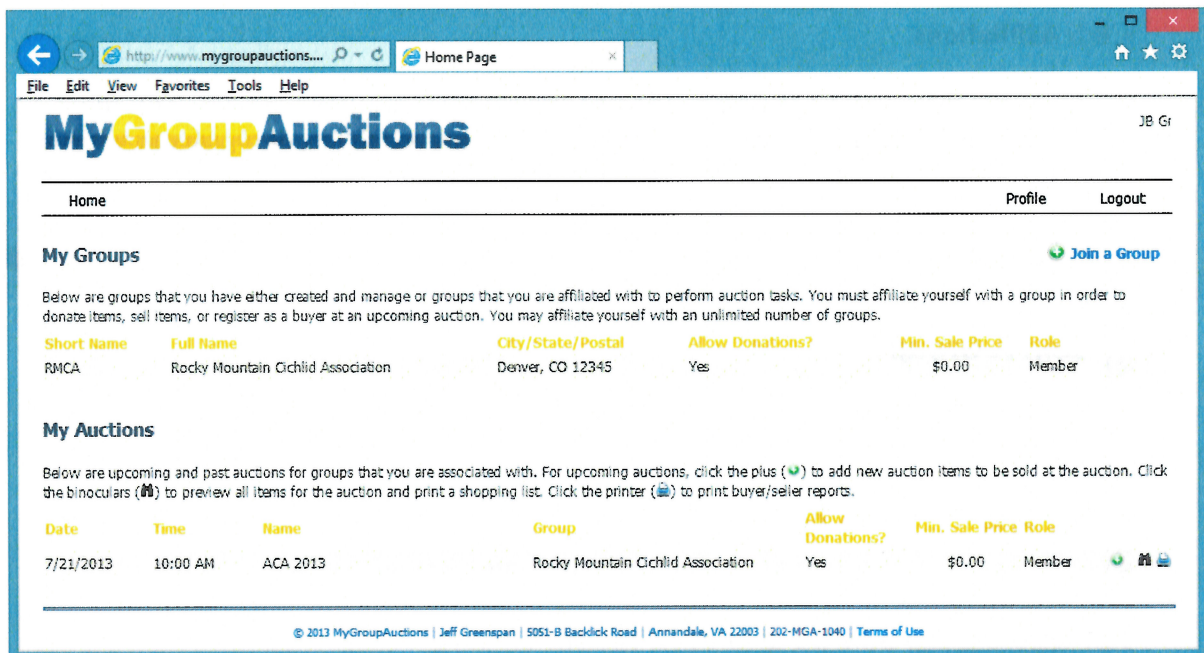 http://www.mygroupauctions.... Home Page
File Edit View Favorites Tools Help
MyGroupAuctions
JB Gr
Home Profile Logout
My Groups Join a Group
Below are groups that you have either created and manage or groups that you are affiliated with to perform auction tasks. You must affiliate yourself with a group in order to
donate items, sell items, or register as a buyer at an upcoming auction. You may affiliate yourself with an unlimited number of groups.
Short Name Full Name City/State/Postal Allow Donations? Min. Sale Price Role
RMCA Rocky Mountain Cichlid Association Denver, CO 12345 Yes $0.00 Member
My Auctions
Below are upcoming and past auctions for groups that you are associated with. For upcoming auctions, click the plus () to add new auction items to be sold at the auction. Click
the binoculars () to preview all items for the auction and print a shopping list. Click the printer () to print buyer/seller reports.
Date Time Name Group Allow Donations? Min. Sale Price Role
7/21/2013 10:00 AM ACA 2013 Rocky Mountain Cichlid Association Yes $0.00 Member
© 2013 MyGroupAuctions | Jeff Greenspan | 5051-B Backlick Road | Annandale, VA 22003 | 202-MGA-1040 | Terms of Use